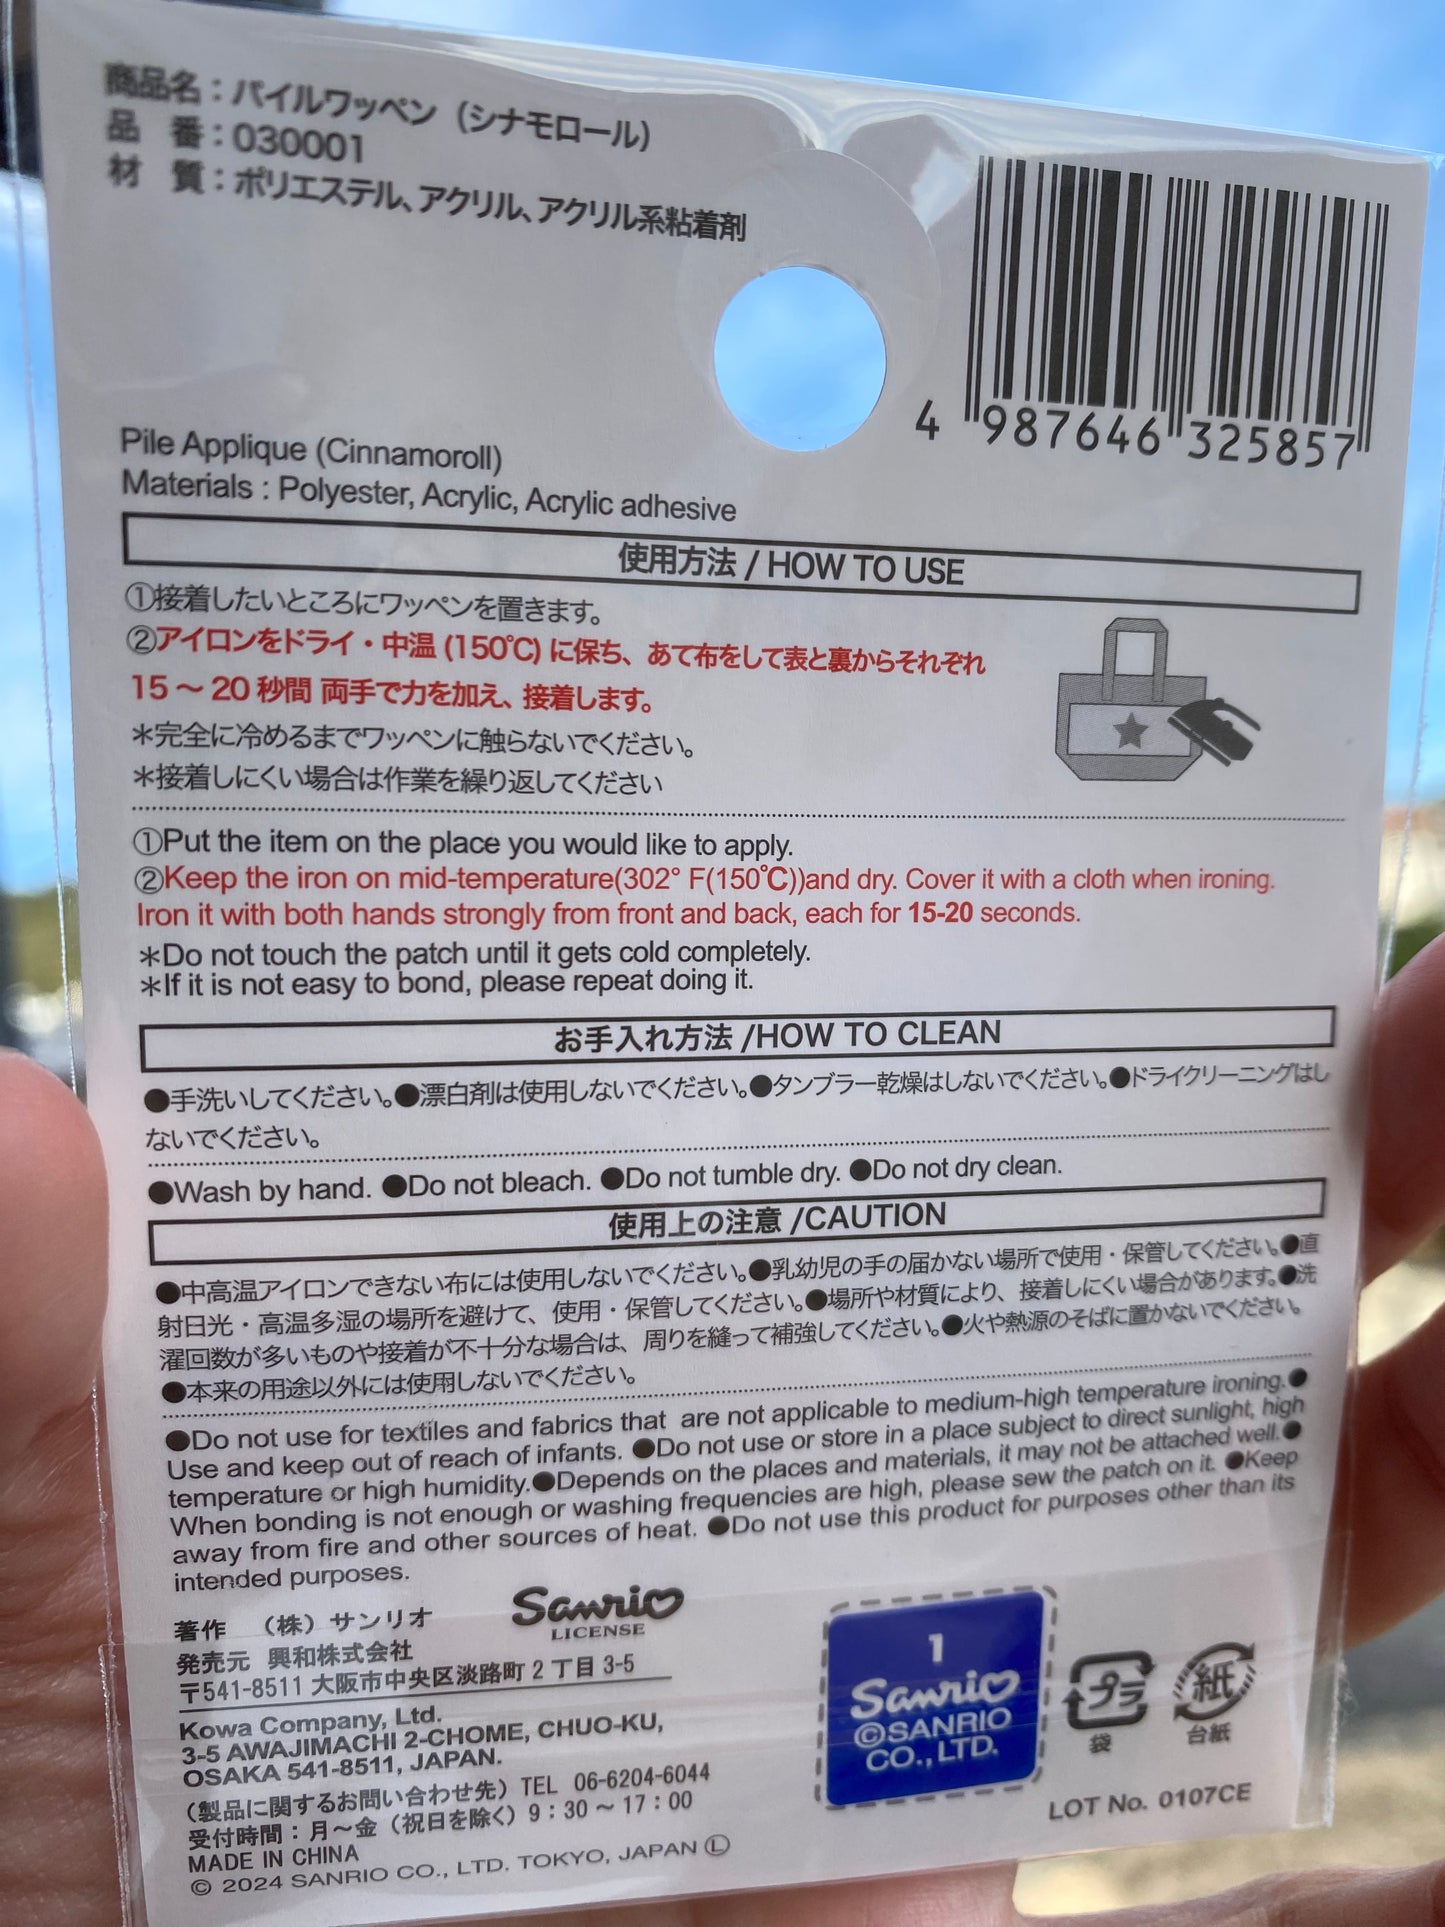 商品名：パイルワッペン（シナモロール）
品　番：030001
材　質：ポリエステル、アクリル、アクリル系粘着剤
4 987646 325857
Pile Applique (Cinnamoroll)
Materials : Polyester, Acrylic, Acrylic adhesive
使用方法 / HOW TO USE
①接着したいところにワッペンを置きます。
②アイロンをドライ・中温 (150℃) に保ち、あて布をして表と裏からそれぞれ
15 〜 20 秒間 両手で力を加え、接着します。
＊完全に冷めるまでワッペンに触らないでください。
＊接着しにくい場合は作業を繰り返してください
①Put the item on the place you would like to apply.
②Keep the iron on mid-temperature(302° F(150℃))and dry. Cover it with a cloth when ironing.
Iron it with both hands strongly from front and back, each for 15-20 seconds.
＊Do not touch the patch until it gets cold completely.
＊If it is not easy to bond, please repeat doing it.
お手入れ方法 /HOW TO CLEAN
●手洗いしてください。●漂白剤は使用しないでください。●タンブラー乾燥はしないでください。●ドライクリーニングはし
ないでください。
●Wash by hand. ●Do not bleach. ●Do not tumble dry. ●Do not dry clean.
使用上の注意 /CAUTION
●中高温アイロンできない布には使用しないでください。●乳幼児の手の届かない場所で使用・保管してください。●直
射日光・高温多湿の場所を避けて、使用・保管してください。●場所や材質により、接着しにくい場合があります。●洗
濯回数が多いものや接着が不十分な場合は、周りを縫って補強してください。●火や熱源のそばに置かないでください。
●本来の用途以外には使用しないでください。
●Do not use for textiles and fabrics that are not applicable to medium-high temperature ironing.●
Use and keep out of reach of infants. ●Do not use or store in a place subject to direct sunlight, high
temperature or high humidity.●Depends on the places and materials, it may not be attached well.●
When bonding is not enough or washing frequencies are high, please sew the patch on it. ●Keep
away from fire and other sources of heat. ●Do not use this product for purposes other than its
intended purposes.
著作　（株）サンリオ
Sanrio
LICENSE
発売元　興和株式会社
〒541-8511 大阪市中央区淡路町 2 丁目 3-5
Kowa Company, Ltd.
3-5 AWAJIMACHI 2-CHOME, CHUO-KU,
OSAKA 541-8511, JAPAN.
（製品に関するお問い合わせ先）TEL 06-6204-6044
受付時間：月〜金（祝日を除く）9：30 〜 17：00
MADE IN CHINA
© 2024 SANRIO CO., LTD. TOKYO, JAPAN Ⓛ
1
Sanrio
©SANRIO
CO., LTD.
プラ
袋
紙
台紙
LOT No. 0107CE